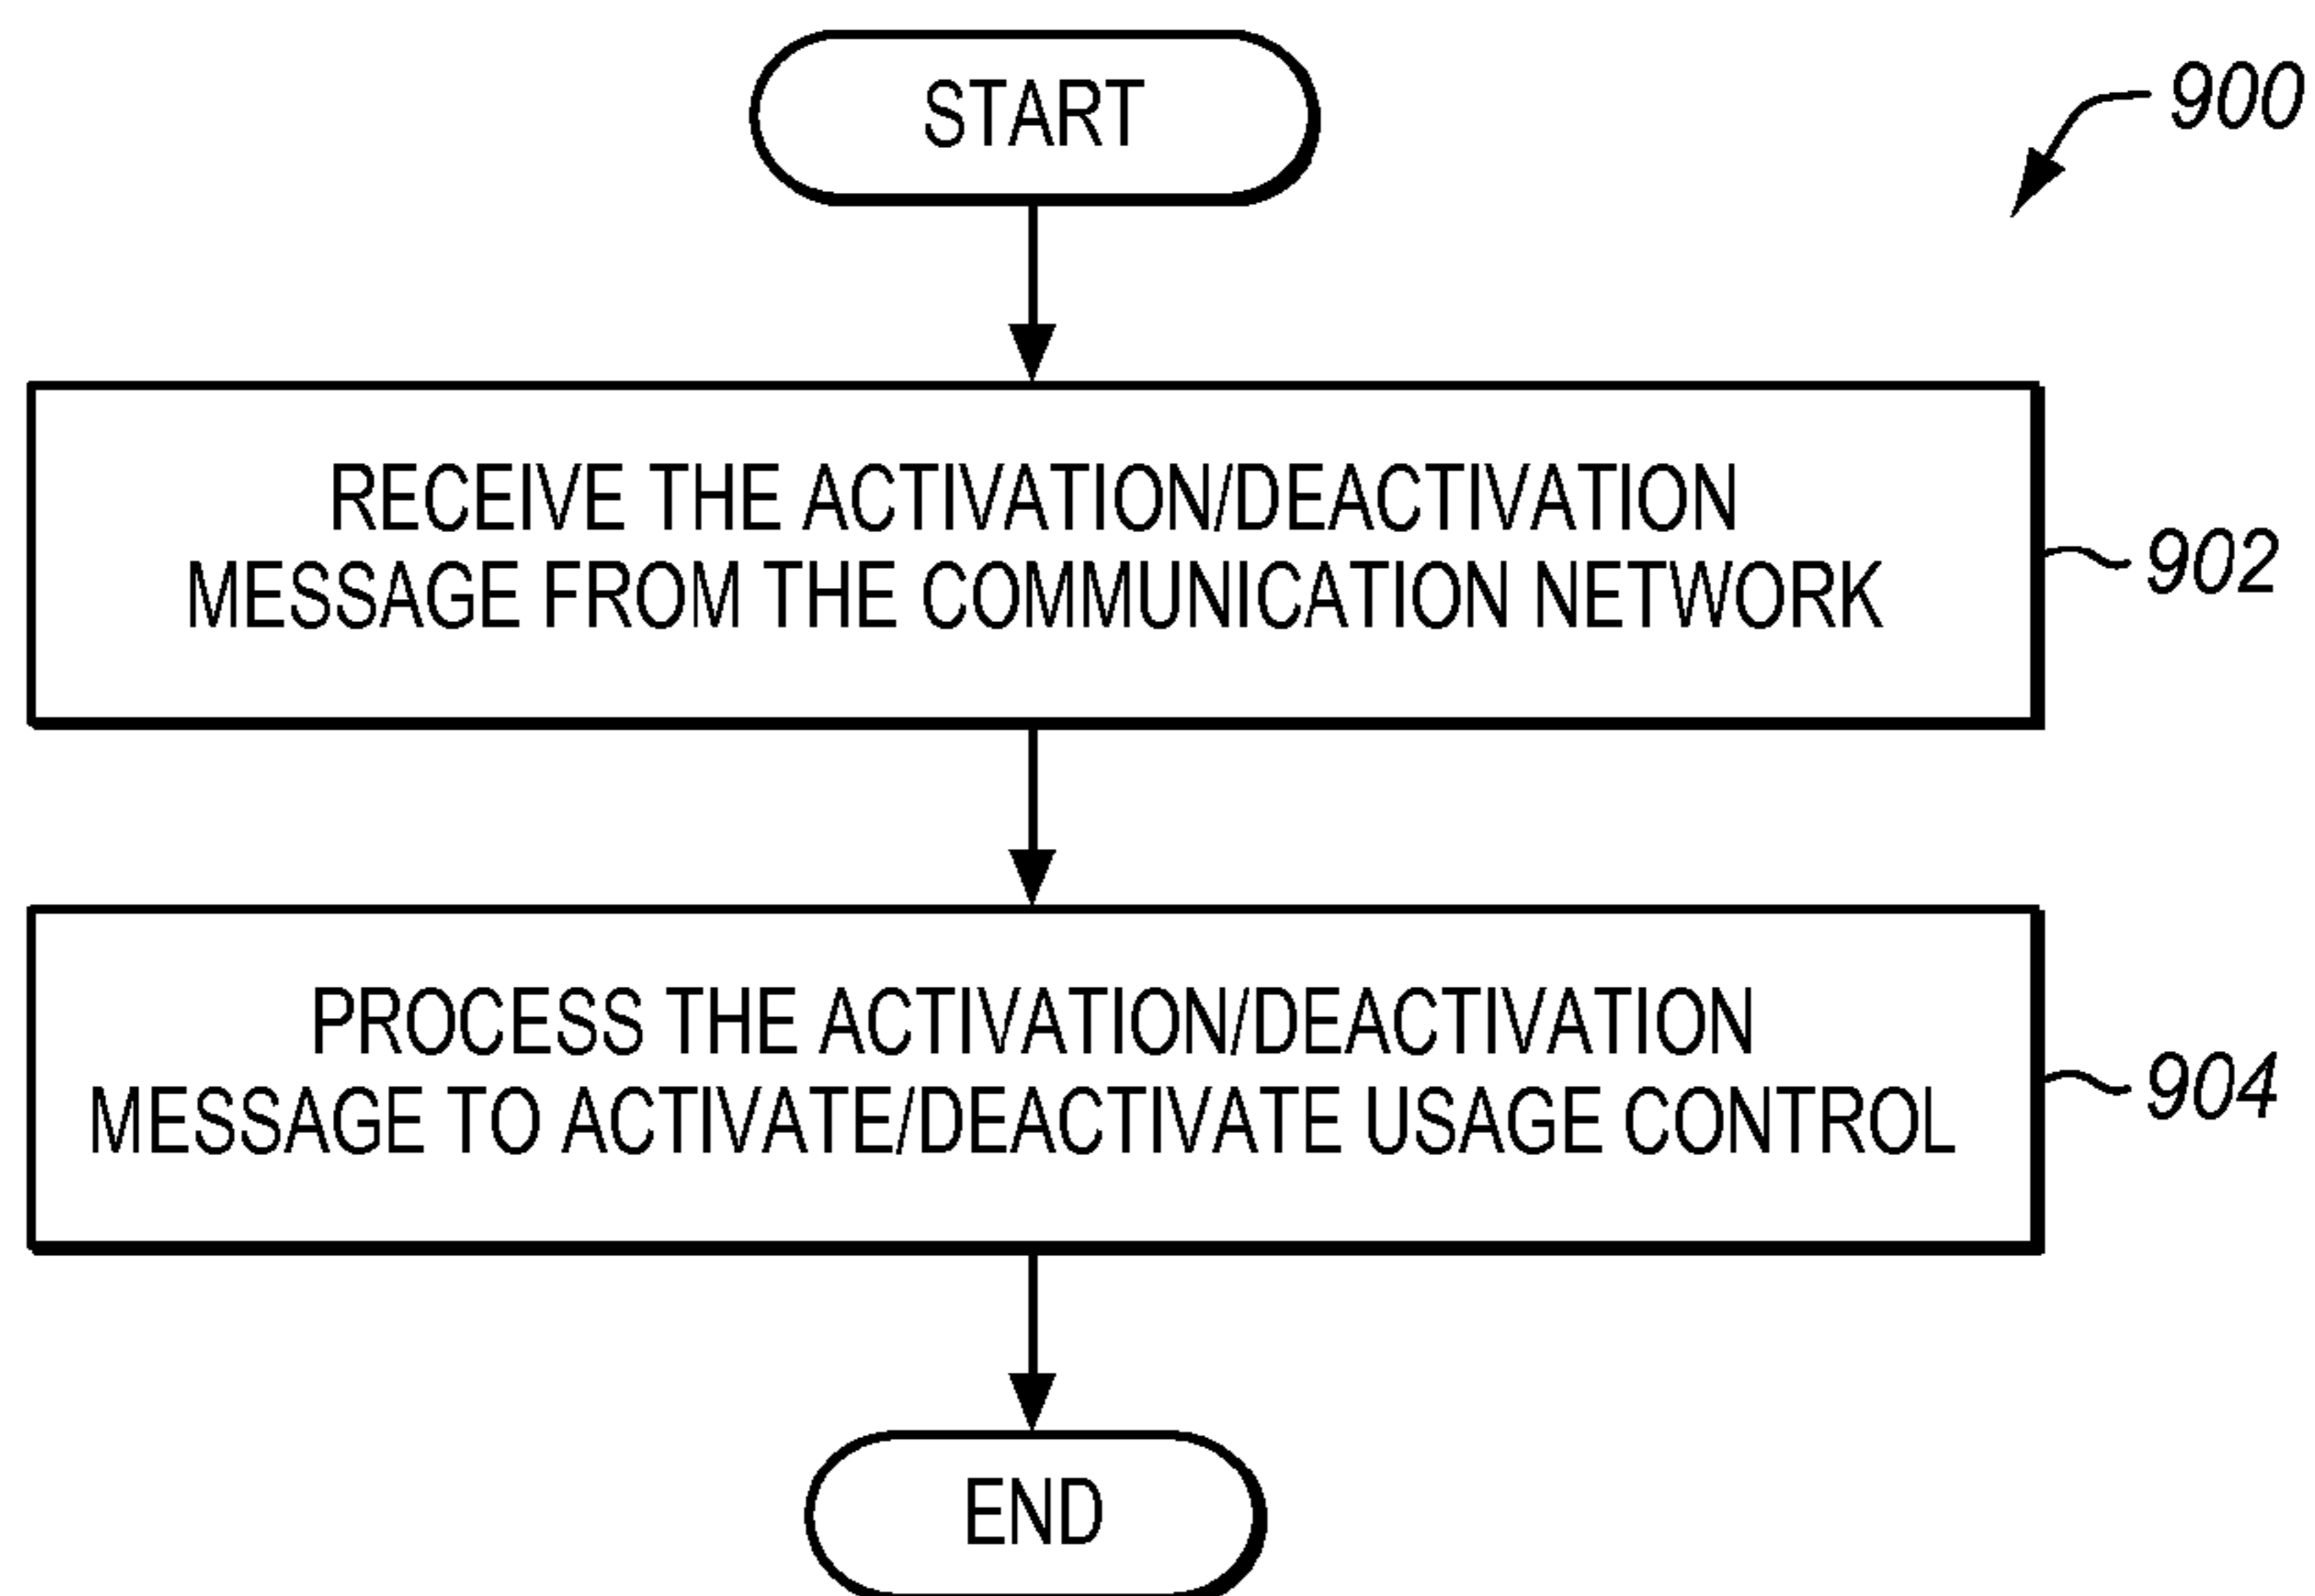 START
900
RECEIVE THE ACTIVATION/DEACTIVATION
MESSAGE FROM THE COMMUNICATION NETWORK
902
PROCESS THE ACTIVATION/DEACTIVATION
MESSAGE TO ACTIVATE/DEACTIVATE USAGE CONTROL
904
END